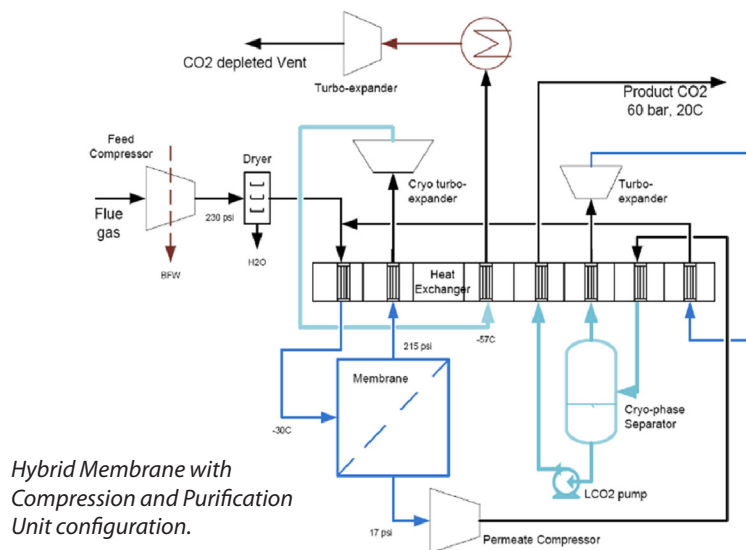 CO2 depleted Vent
Turbo-expander
Product CO2
60 bar, 20C
Feed
Compressor
Dryer
Cryo turbo-
expander
Turbo-
expander
Flue
gas
230 psi
BFW
H2O
Heat
Exchanger
215 psi
-57C
Membrane
-30C
Cryo-phase
Separator
LCO2 pump
17 psi
Permeate Compressor
Hybrid Membrane with
Compression and Purification
Unit configuration.